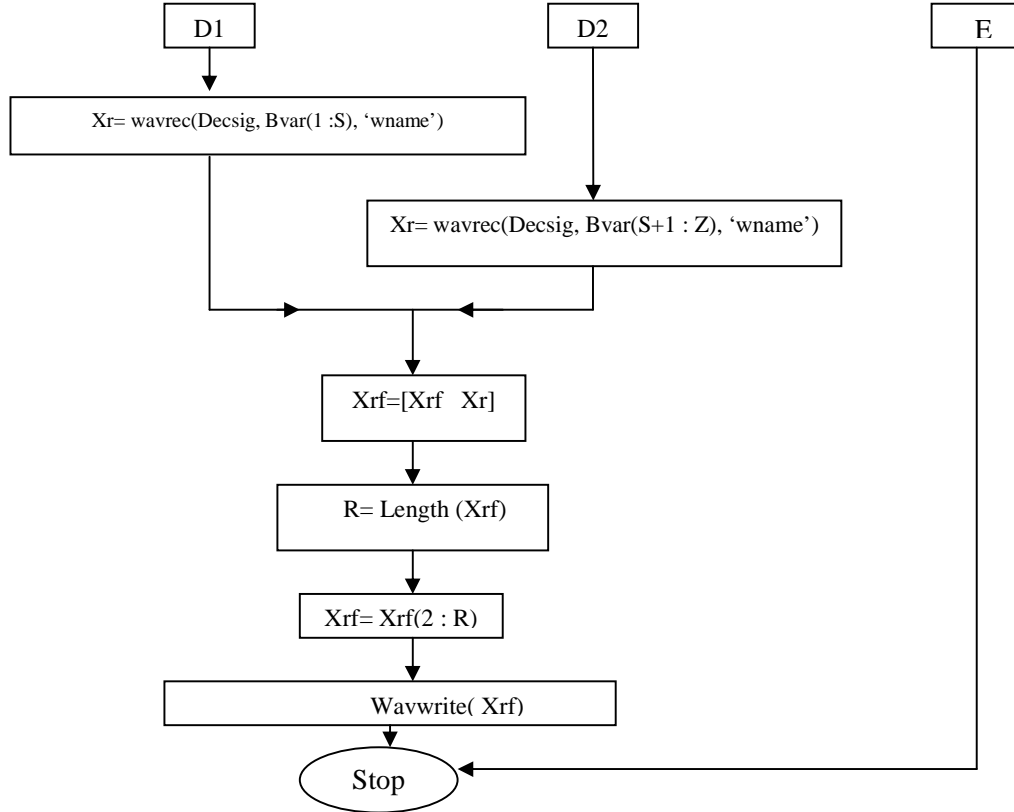 D1
D2
E
Xr= wavrec(Decsig, Bvar(1 :S), ‘wname’)
Xr= wavrec(Decsig, Bvar(S+1 : Z), ‘wname’)
Xrf=[Xrf Xr]
R= Length (Xrf)
Xrf= Xrf(2 : R)
Wavwrite( Xrf)
Stop